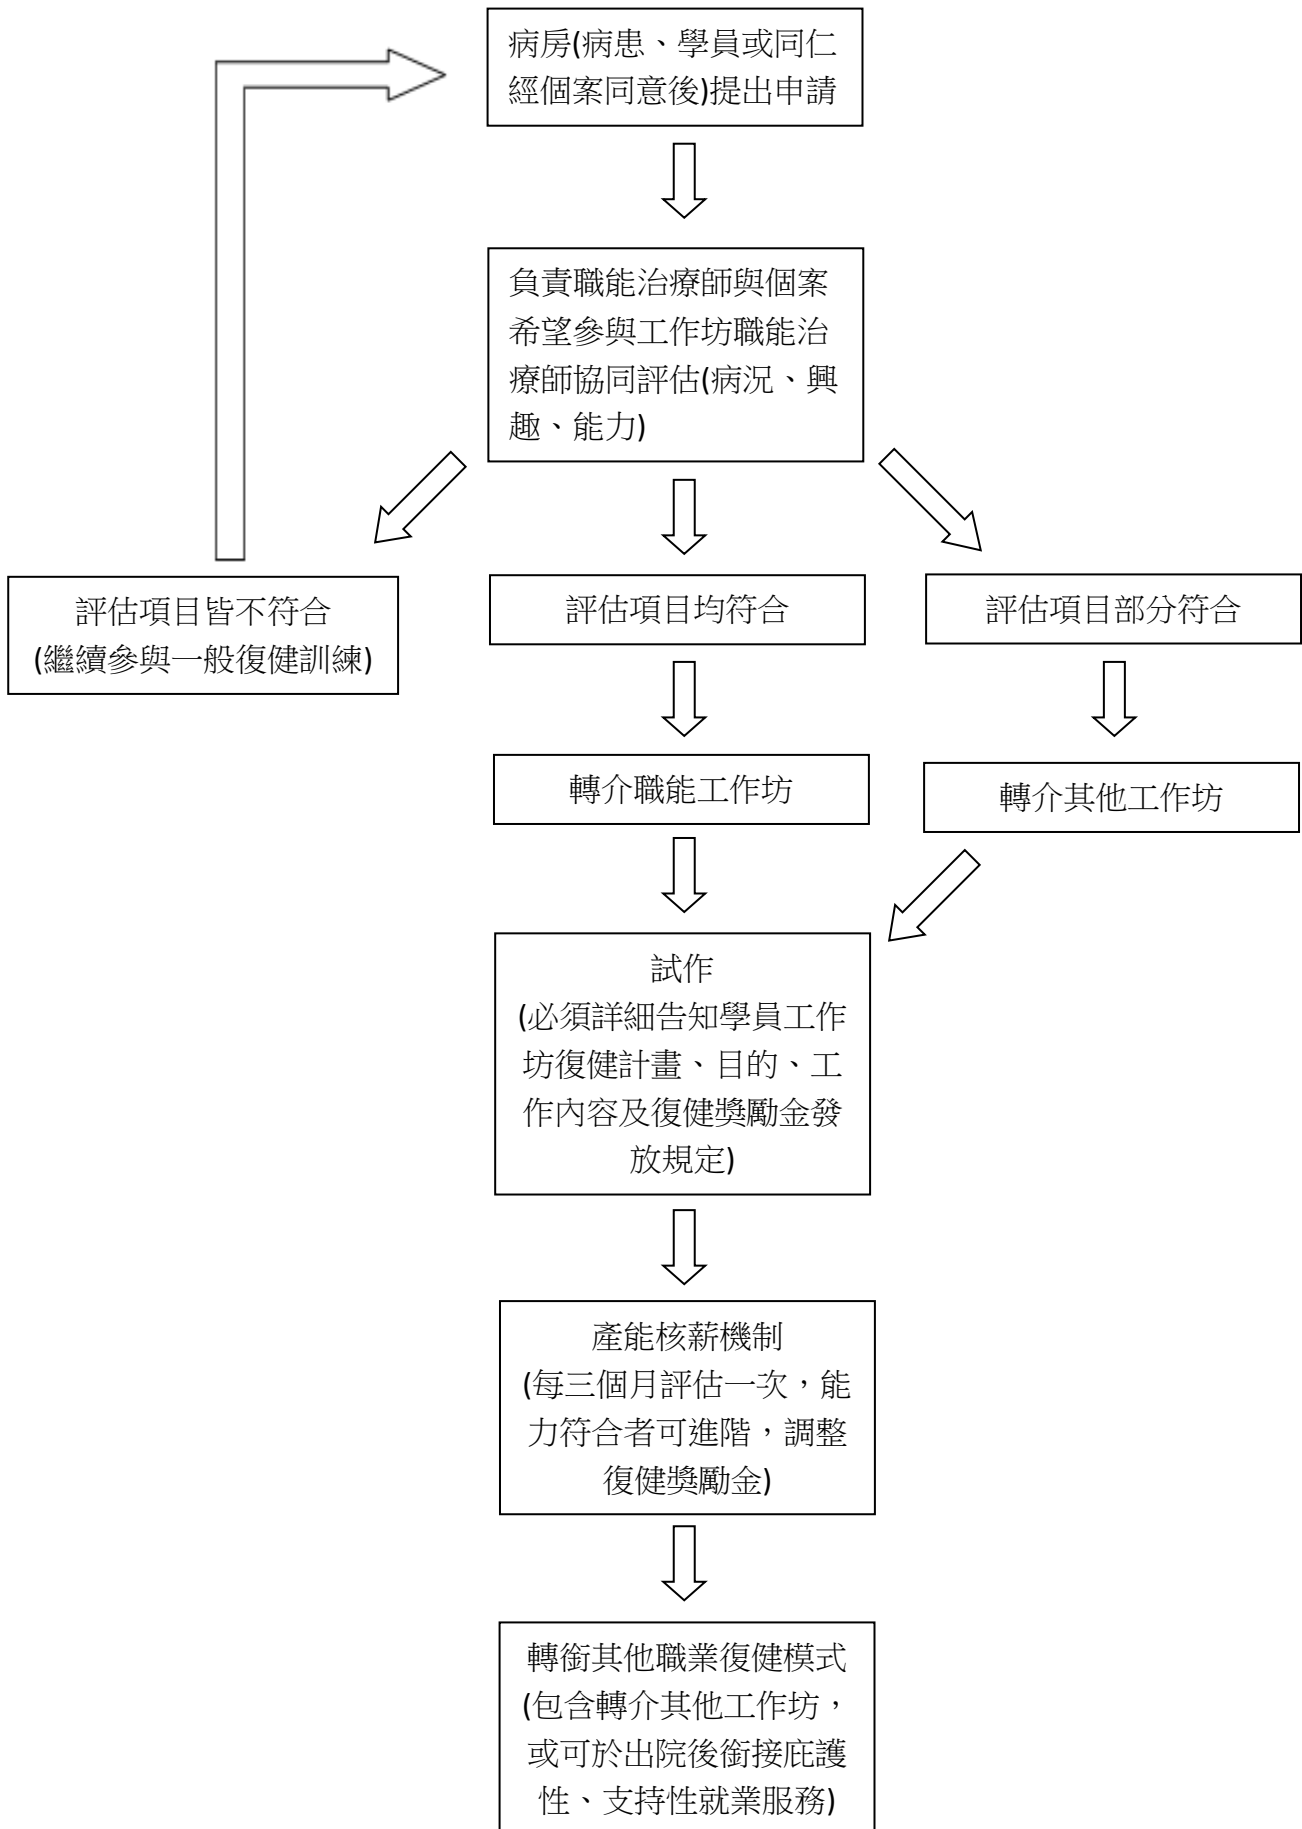 病房(病患、學員或同仁
經個案同意後)提出申請
負責職能治療師與個案
希望參與工作坊職能治
療師協同評估(病況、興
趣、能力)
評估項目皆不符合
(繼續參與一般復健訓練)
評估項目均符合
評估項目部分符合
轉介職能工作坊
轉介其他工作坊
試作
(必須詳細告知學員工作
坊復健計畫、目的、工
作內容及復健獎勵金發
放規定)
產能核薪機制
(每三個月評估一次，能
力符合者可進階，調整
復健獎勵金)
轉銜其他職業復健模式
(包含轉介其他工作坊，
或可於出院後銜接庇護
性、支持性就業服務)